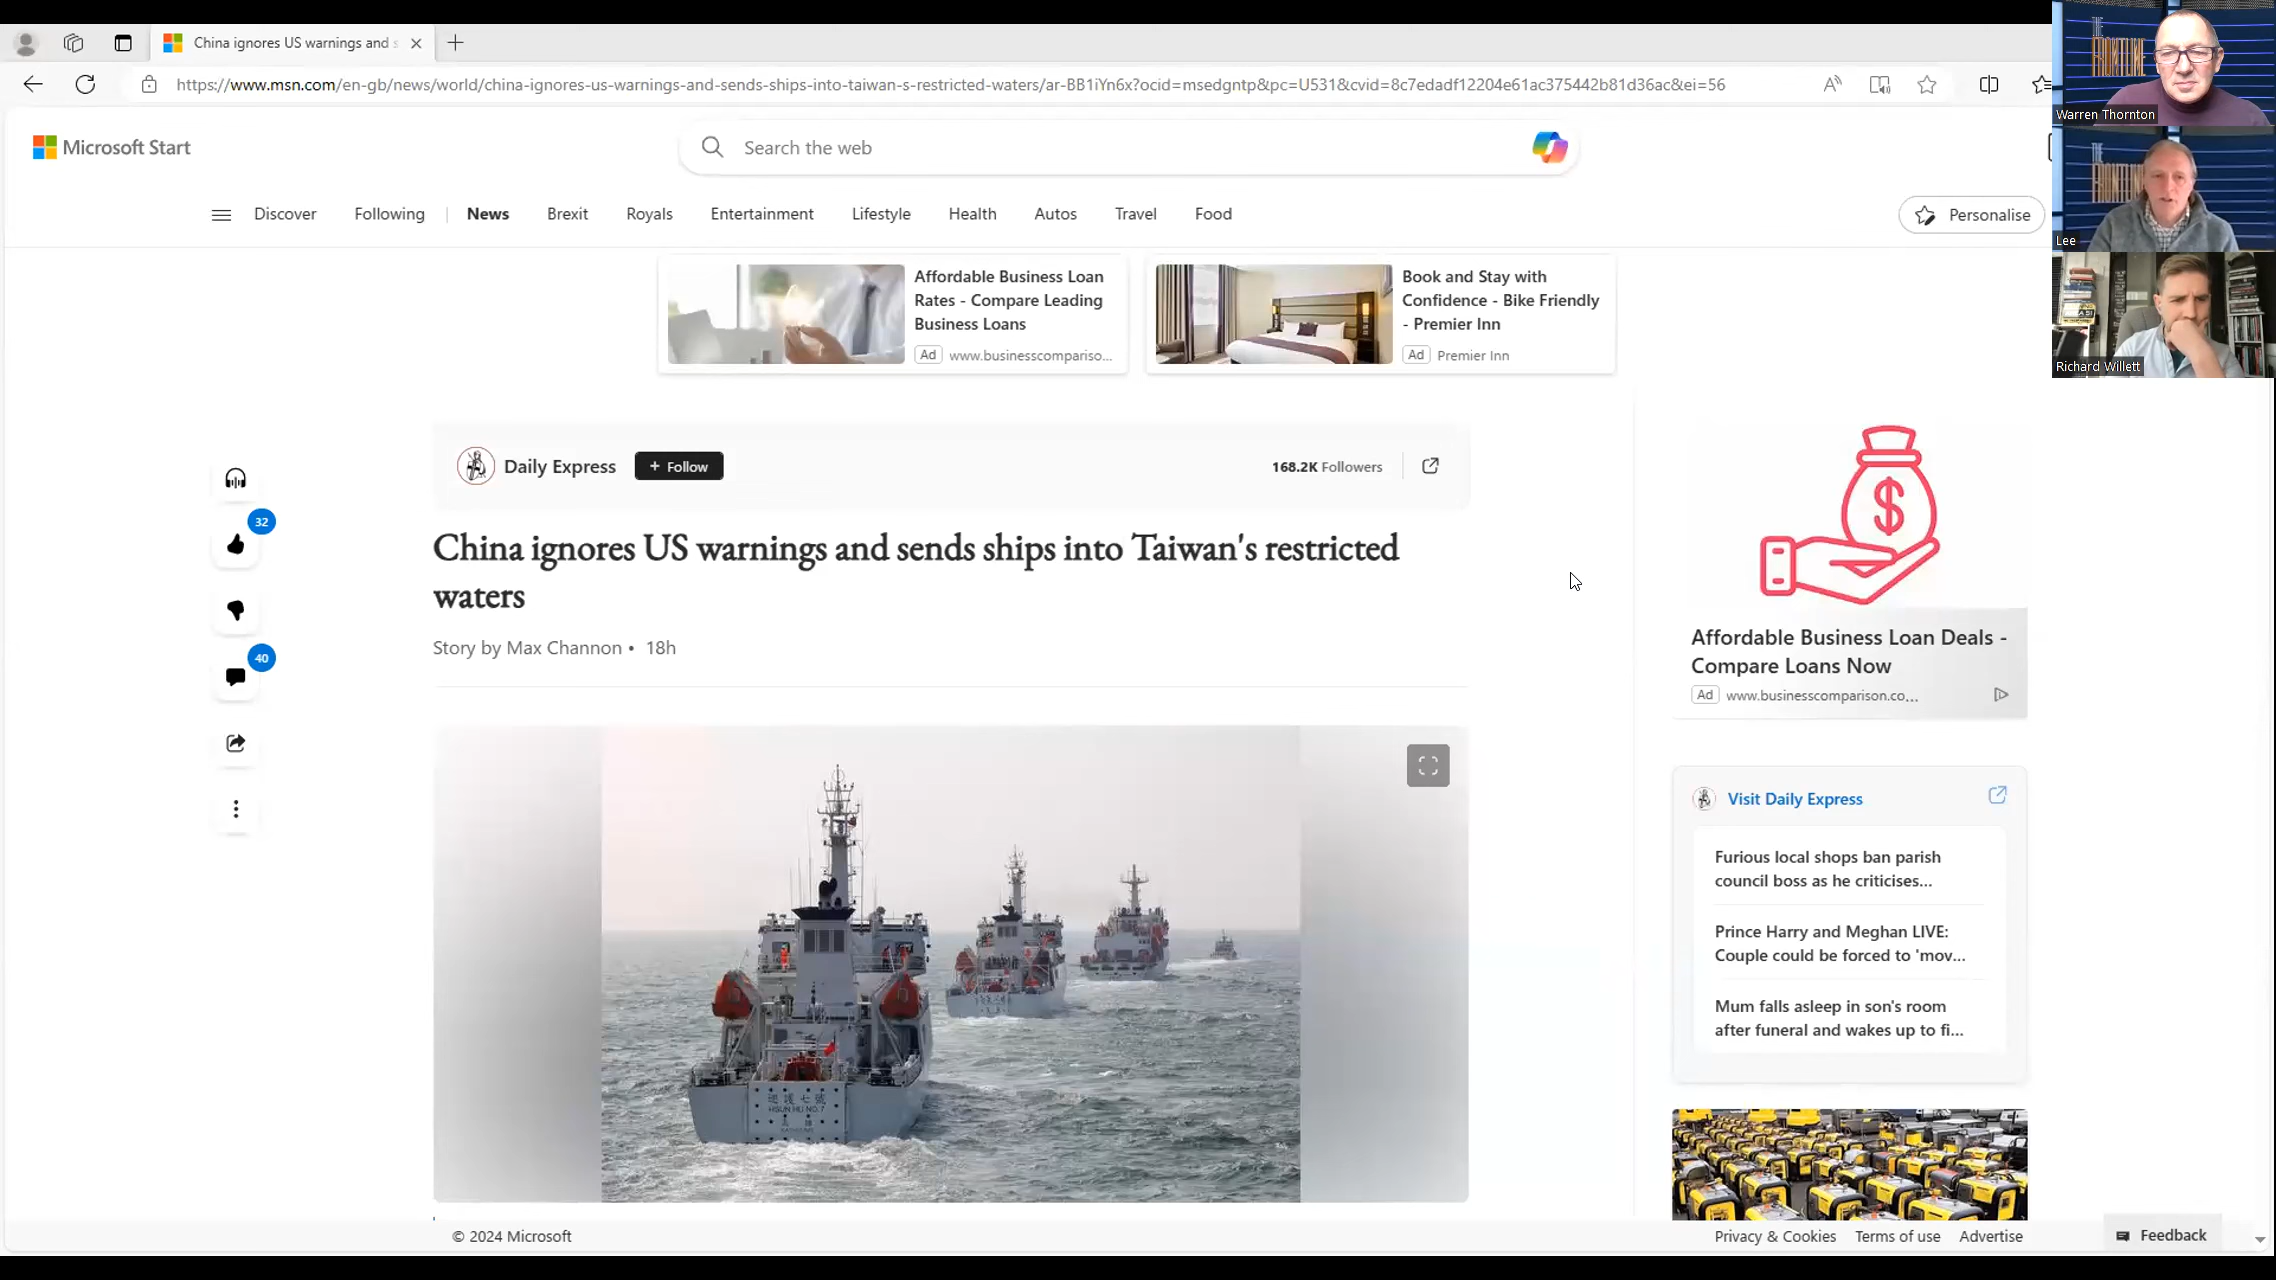 China ignores US warnings and s
https://www.msn.com/en-gb/news/world/china-ignores-us-warnings-and-sends-ships-into-taiwan-s-restricted-waters/ar-BB1iYn6x?ocid=msedgntp&pc=U531&cvid=8c7edadf12204e61ac375442b81d36ac&ei=56
Warren Thornton
Microsoft Start
Search the web
Discover
Following
News
Brexit
Royals
Entertainment
Lifestyle
Health
Autos
Travel
Food
Personalise
Lee
Richard Willett
Affordable Business Loan
Rates - Compare Leading
Business Loans
Ad www.businesscompariso...
Book and Stay with
Confidence - Bike Friendly
- Premier Inn
Ad Premier Inn
Daily Express
+ Follow
168.2K Followers
32
40
China ignores US warnings and sends ships into Taiwan's restricted
waters
Story by Max Channon • 18h
巡護七號
HSUN HU NO. 7
$
Affordable Business Loan Deals -
Compare Loans Now
Ad www.businesscomparison.co...
Visit Daily Express
Furious local shops ban parish
council boss as he criticises...
Prince Harry and Meghan LIVE:
Couple could be forced to 'mov...
Mum falls asleep in son's room
after funeral and wakes up to fi...
© 2024 Microsoft
Privacy & Cookies
Terms of use
Advertise
Feedback